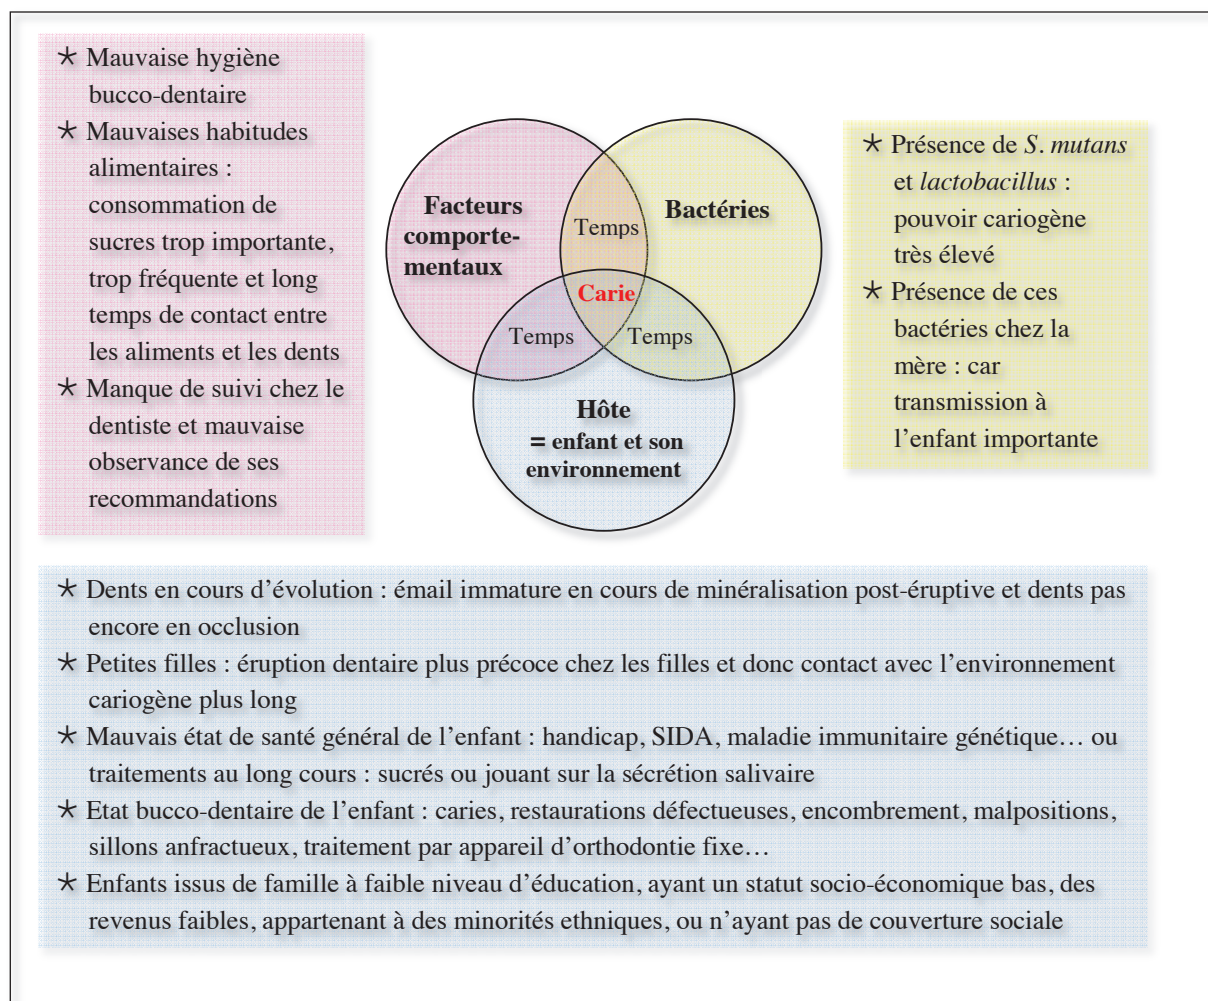 ★ Mauvaise hygiène
bucco-dentaire
★ Mauvaises habitudes
alimentaires :
consommation de
sucres trop importante,
trop fréquente et long
temps de contact entre
les aliments et les dents
★ Manque de suivi chez le
dentiste et mauvaise
observance de ses
recommandations
Facteurs
comporte-
mentaux
Temps
Bactéries
Carie
Temps
Temps
Hôte
= enfant et son
environnement
★ Présence de S. mutans
et lactobacillus :
pouvoir cariogène
très élevé
★ Présence de ces
bactéries chez la
mère : car
transmission à
l’enfant importante
★ Dents en cours d’évolution : émail immature en cours de minéralisation post-éruptive et dents pas
encore en occlusion
★ Petites filles : éruption dentaire plus précoce chez les filles et donc contact avec l’environnement
cariogène plus long
★ Mauvais état de santé général de l’enfant : handicap, SIDA, maladie immunitaire génétique… ou
traitements au long cours : sucrés ou jouant sur la sécrétion salivaire
★ Etat bucco-dentaire de l’enfant : caries, restaurations défectueuses, encombrement, malpositions,
sillons anfractueux, traitement par appareil d’orthodontie fixe…
★ Enfants issus de famille à faible niveau d’éducation, ayant un statut socio-économique bas, des
revenus faibles, appartenant à des minorités ethniques, ou n’ayant pas de couverture sociale